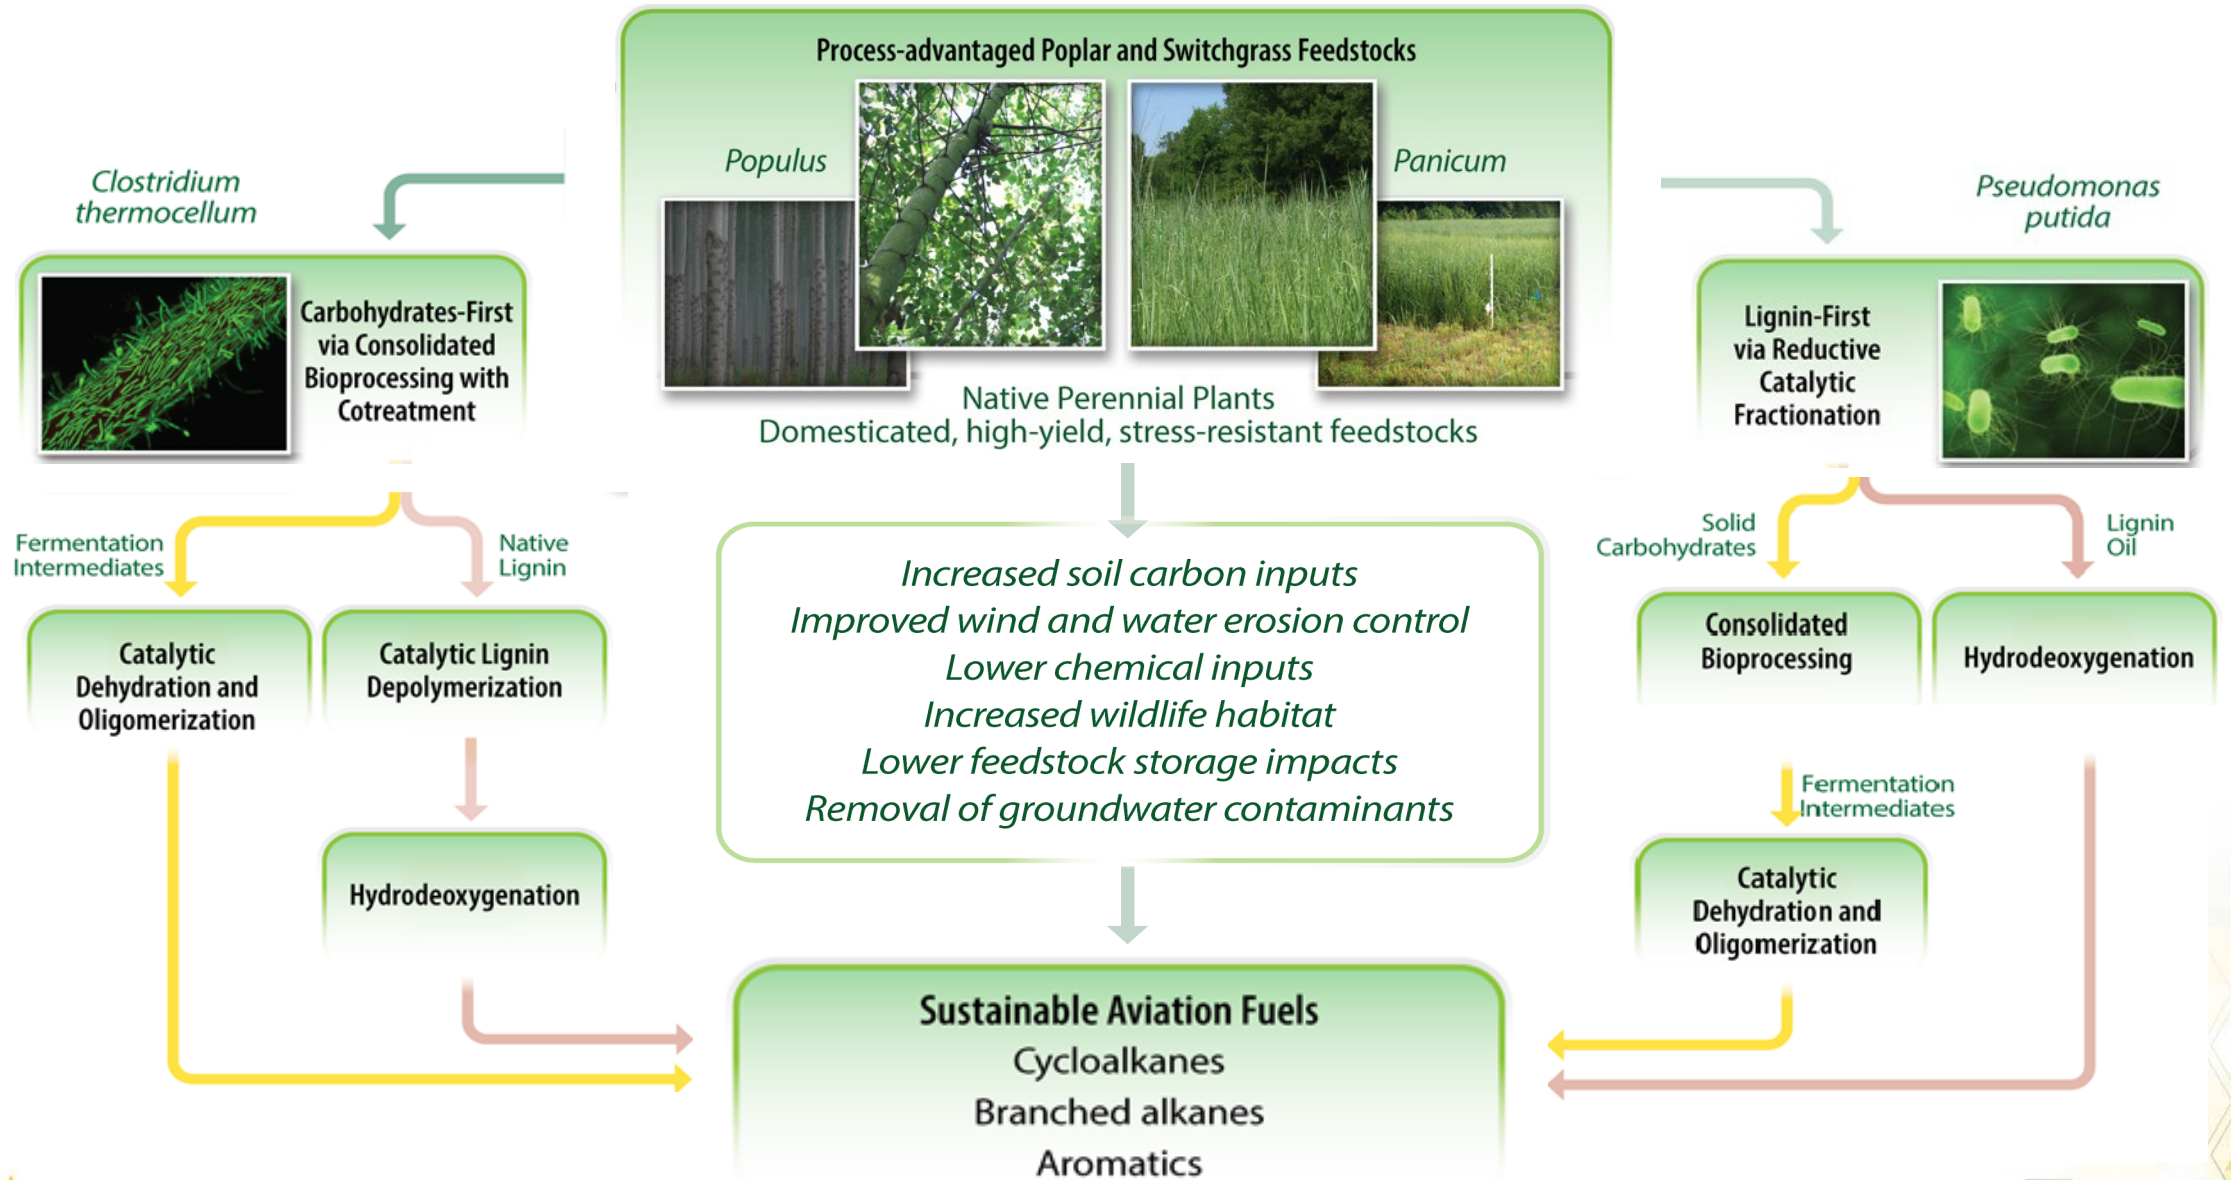 Process-advantaged Poplar and Switchgrass Feedstocks
Populus
Panicum
Native Perennial Plants
Domesticated, high-yield, stress-resistant feedstocks
Clostridium
thermocellum
Carbohydrates-First
via Consolidated
Bioprocessing with
Cotreatment
Fermentation
Intermediates
Native
Lignin
Catalytic
Dehydration and
Oligomerization
Catalytic Lignin
Depolymerization
Hydrodeoxygenation
Increased soil carbon inputs
Improved wind and water erosion control
Lower chemical inputs
Increased wildlife habitat
Lower feedstock storage impacts
Removal of groundwater contaminants
Pseudomonas
putida
Lignin-First
via Reductive
Catalytic
Fractionation
Solid
Carbohydrates
Lignin
Oil
Consolidated
Bioprocessing
Hydrodeoxygenation
Fermentation
Intermediates
Catalytic
Dehydration and
Oligomerization
Sustainable Aviation Fuels
Cycloalkanes
Branched alkanes
Aromatics